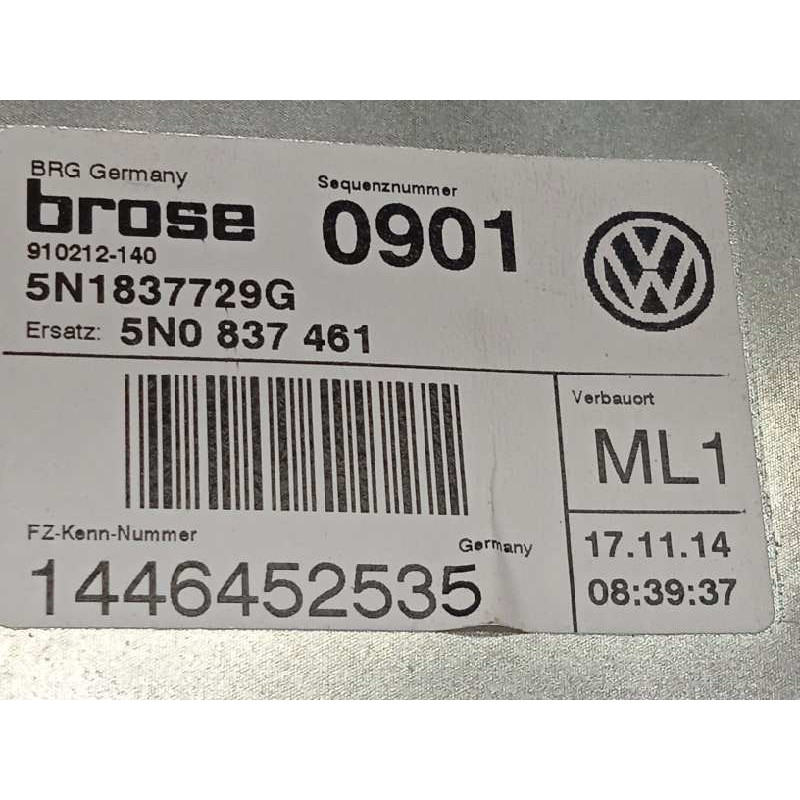 BRG Germany
brose
910212-140
5N1837729G
Ersatz: 5N0 837 461
Sequenznummer
0901
VW
Verbauort
ML1
FZ-Kenn-Nummer
Germany
1446452535
17.11.14
08:39:37